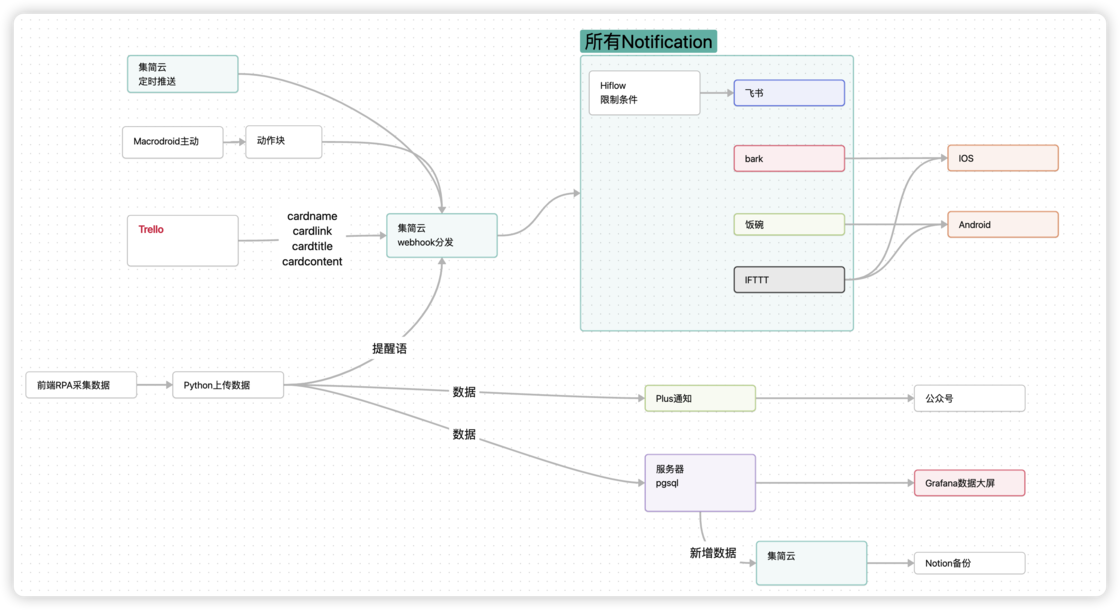 所有Notification
集简云
定时推送
Hiflow
限制条件
飞书
Macrodroid主动
动作块
bark
IOS
Trello
cardname
cardlink
cardtitle
cardcontent
集简云
webhook分发
饭碗
Android
IFTTT
提醒语
前端RPA采集数据
Python上传数据
数据
Plus通知
公众号
数据
服务器
pgsql
Grafana数据大屏
新增数据
集简云
Notion备份